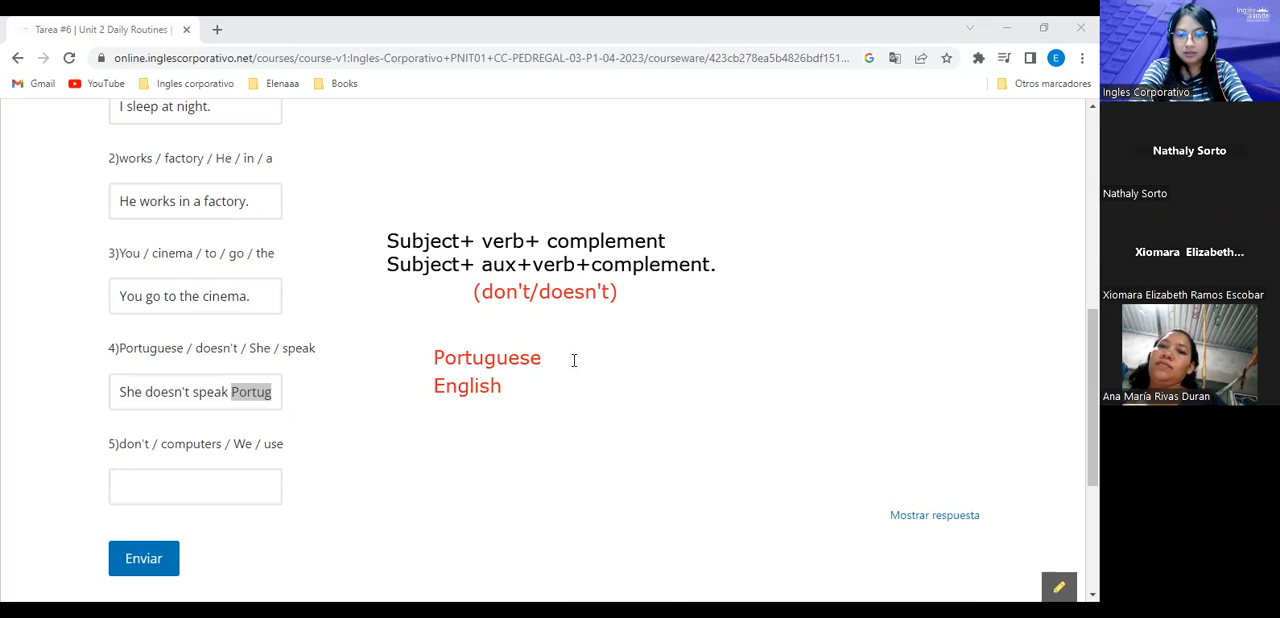 Tarea #6 | Unit 2 Daily Routines |
online.inglescorporativo.net/courses/course-v1:Ingles-Corporativo+PNIT01+CC-PEDREGAL-03-P1-04-2023/courseware/423cb278ea5b4826bdf151...
Gmail YouTube Ingles corporativo Elenaaa Books Otros marcadores
I sleep at night.
2)works / factory / He / in / a
He works in a factory.
3)You / cinema / to / go / the
You go to the cinema.
4)Portuguese / doesn't / She / speak
She doesn't speak Portug
5)don't / computers / We / use
Enviar
Subject+ verb+ complement
Subject+ aux+verb+complement.
(don't/doesn't)
Portuguese
English
Mostrar respuesta
Ingles Corporativo
Nathaly Sorto
Nathaly Sorto
Xiomara Elizabeth...
Xiomara Elizabeth Ramos Escobar
Ana María Rivas Duran